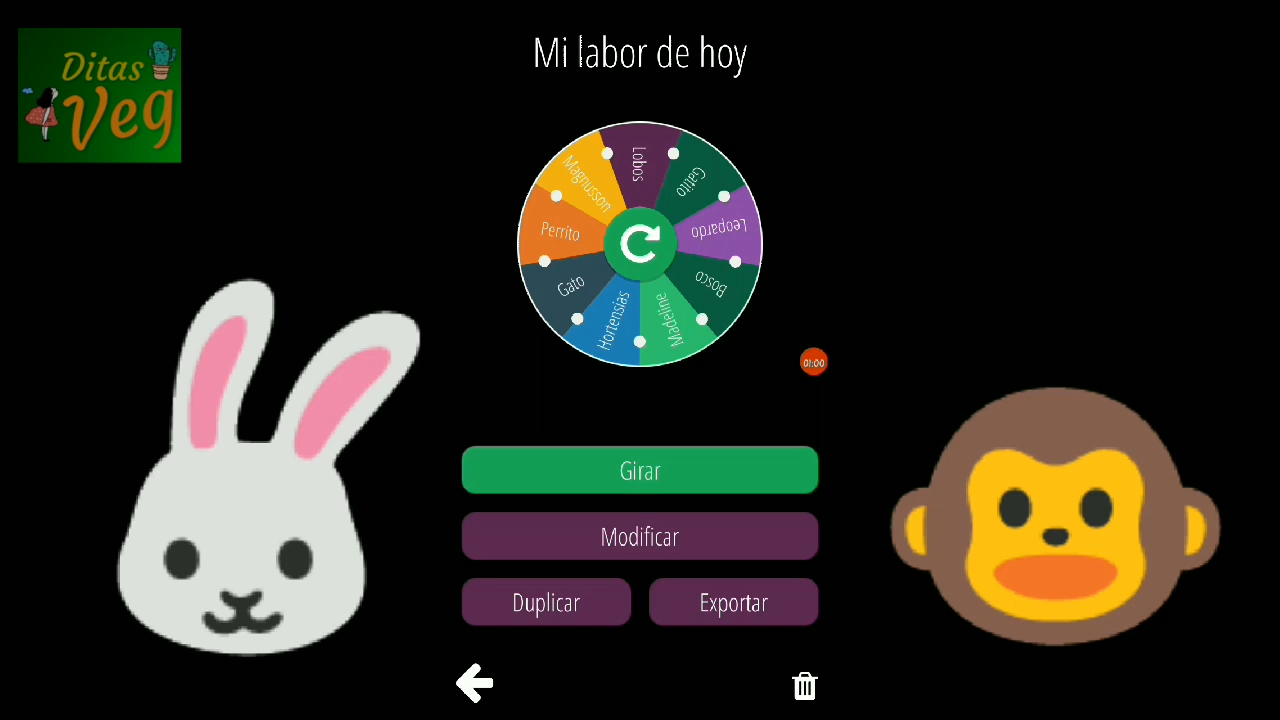 Ditas
Veg
Mi labor de hoy
Lobos
Gatito
Leopardo
Bosco
Madeline
Hortensias
Gato
Perrito
Magnusson
01:00
Girar
Modificar
Duplicar
Exportar